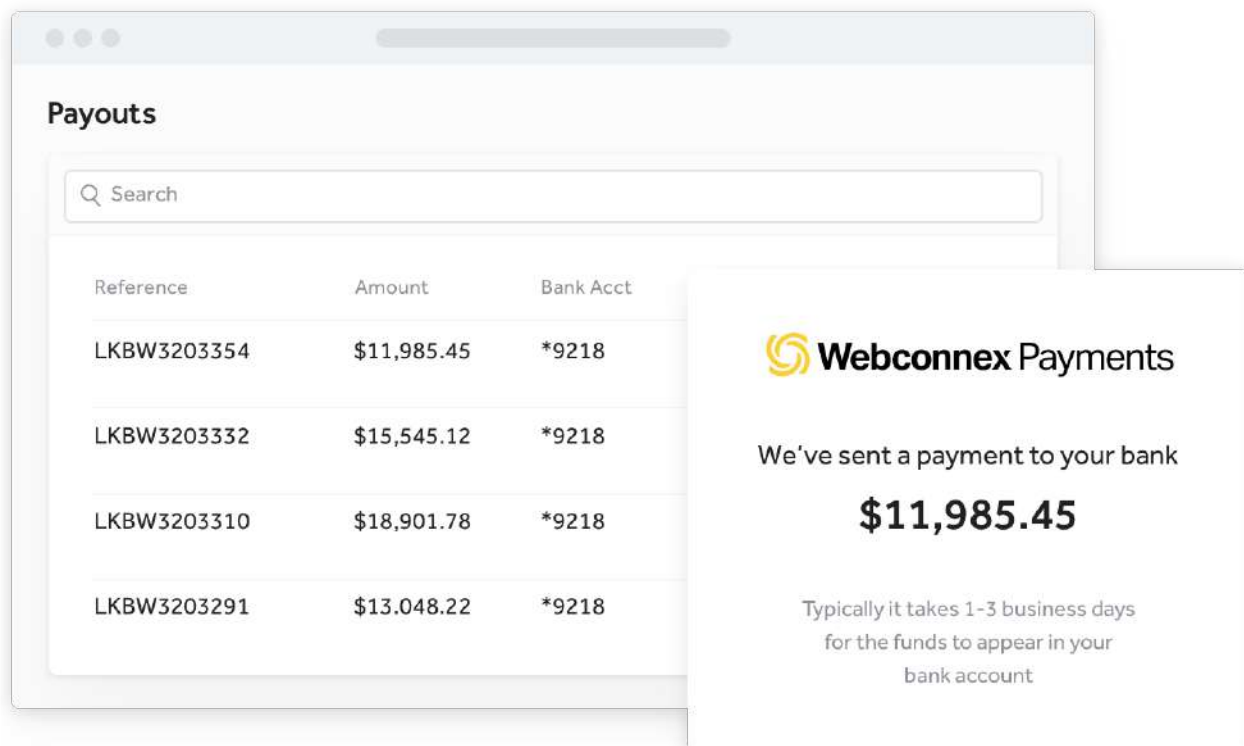 Payouts
Search
Reference Amount Bank Acct
LKBW3203354 $11,985.45 *9218
LKBW3203332 $15,545.12 *9218
LKBW3203310 $18,901.78 *9218
LKBW3203291 $13.048.22 *9218
Webconnex Payments
We've sent a payment to your bank
$11,985.45
Typically it takes 1-3 business days
for the funds to appear in your
bank account